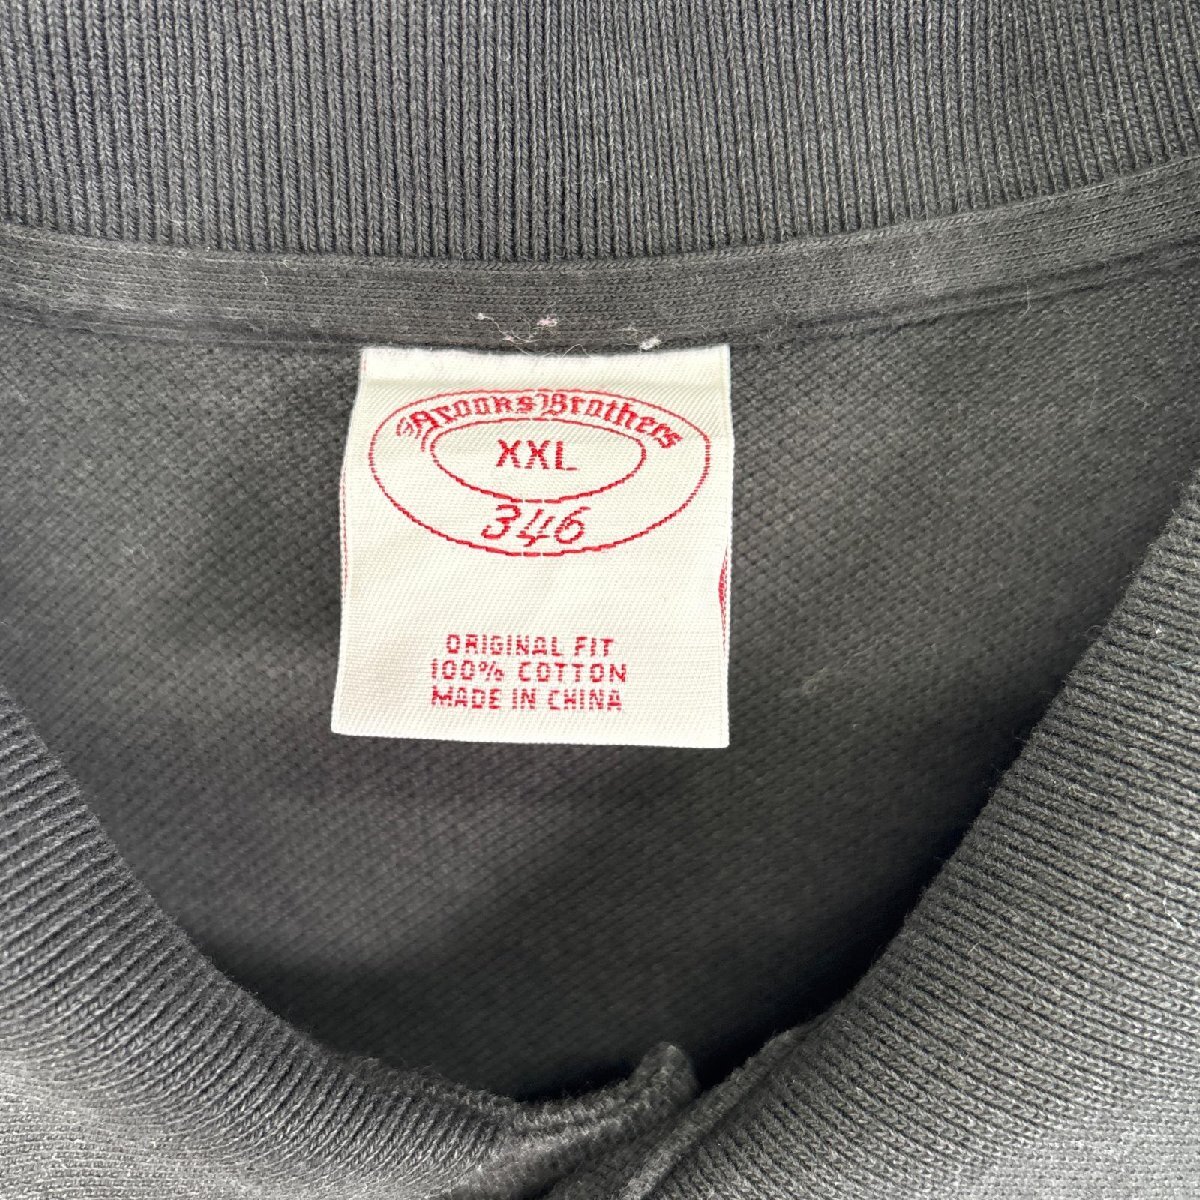 Brooks Brothers
XXL
346
ORIGINAL FIT
100% COTTON
MADE IN CHINA